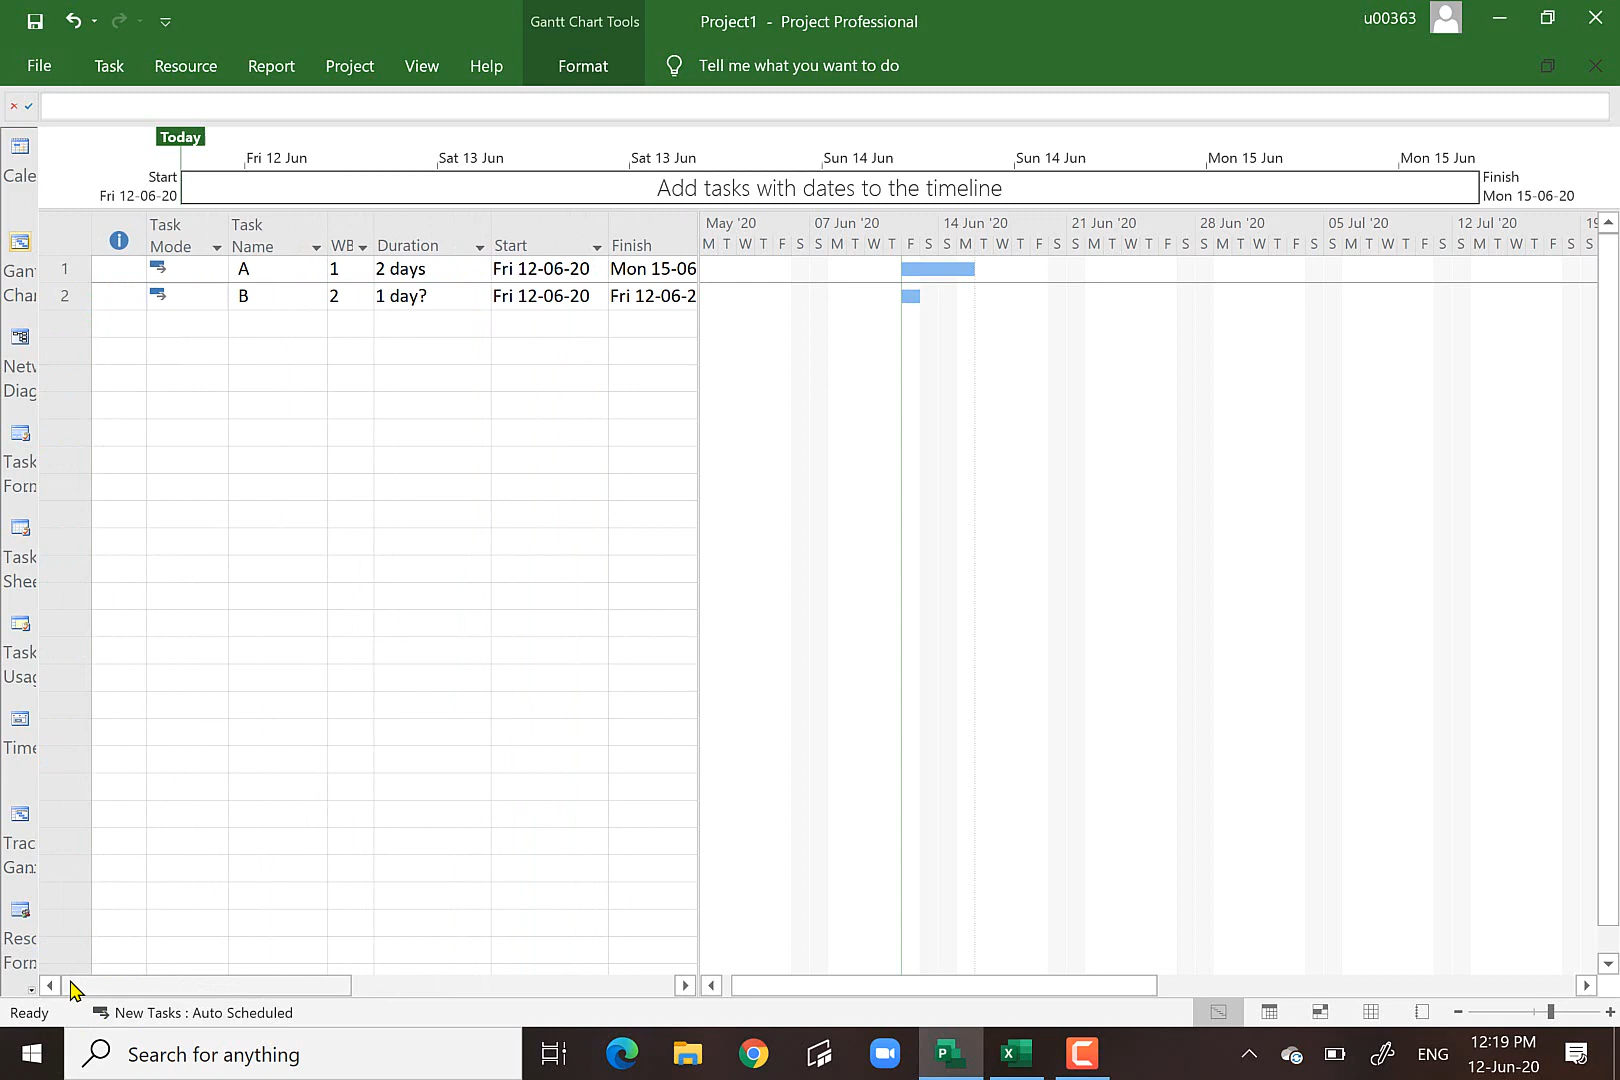 Gantt Chart Tools
Project1 - Project Professional
u00363
File Task Resource Report Project View Help Format Tell me what you want to do
Today
Fri 12 Jun Sat 13 Jun Sat 13 Jun Sun 14 Jun Sun 14 Jun Mon 15 Jun Mon 15 Jun
Start
Fri 12-06-20
Add tasks with dates to the timeline
Finish
Mon 15-06-20
Cale
Gan
Char
Netw
Diag
Task
Form
Task
Shee
Task
Usag
Time
Trac
Gan
Reso
Form
Task Mode Task Name WB Duration Start Finish
1 A 1 2 days Fri 12-06-20 Mon 15-06
2 B 2 1 day? Fri 12-06-20 Fri 12-06-2
May '20 07 Jun '20 14 Jun '20 21 Jun '20 28 Jun '20 05 Jul '20 12 Jul '20 19
M T W T F S S M T W T F S S M T W T F S S M T W T F S S M T W T F S S M T W T F S S M T W T F S S
Ready New Tasks : Auto Scheduled
Search for anything
ENG
12:19 PM
12-Jun-20